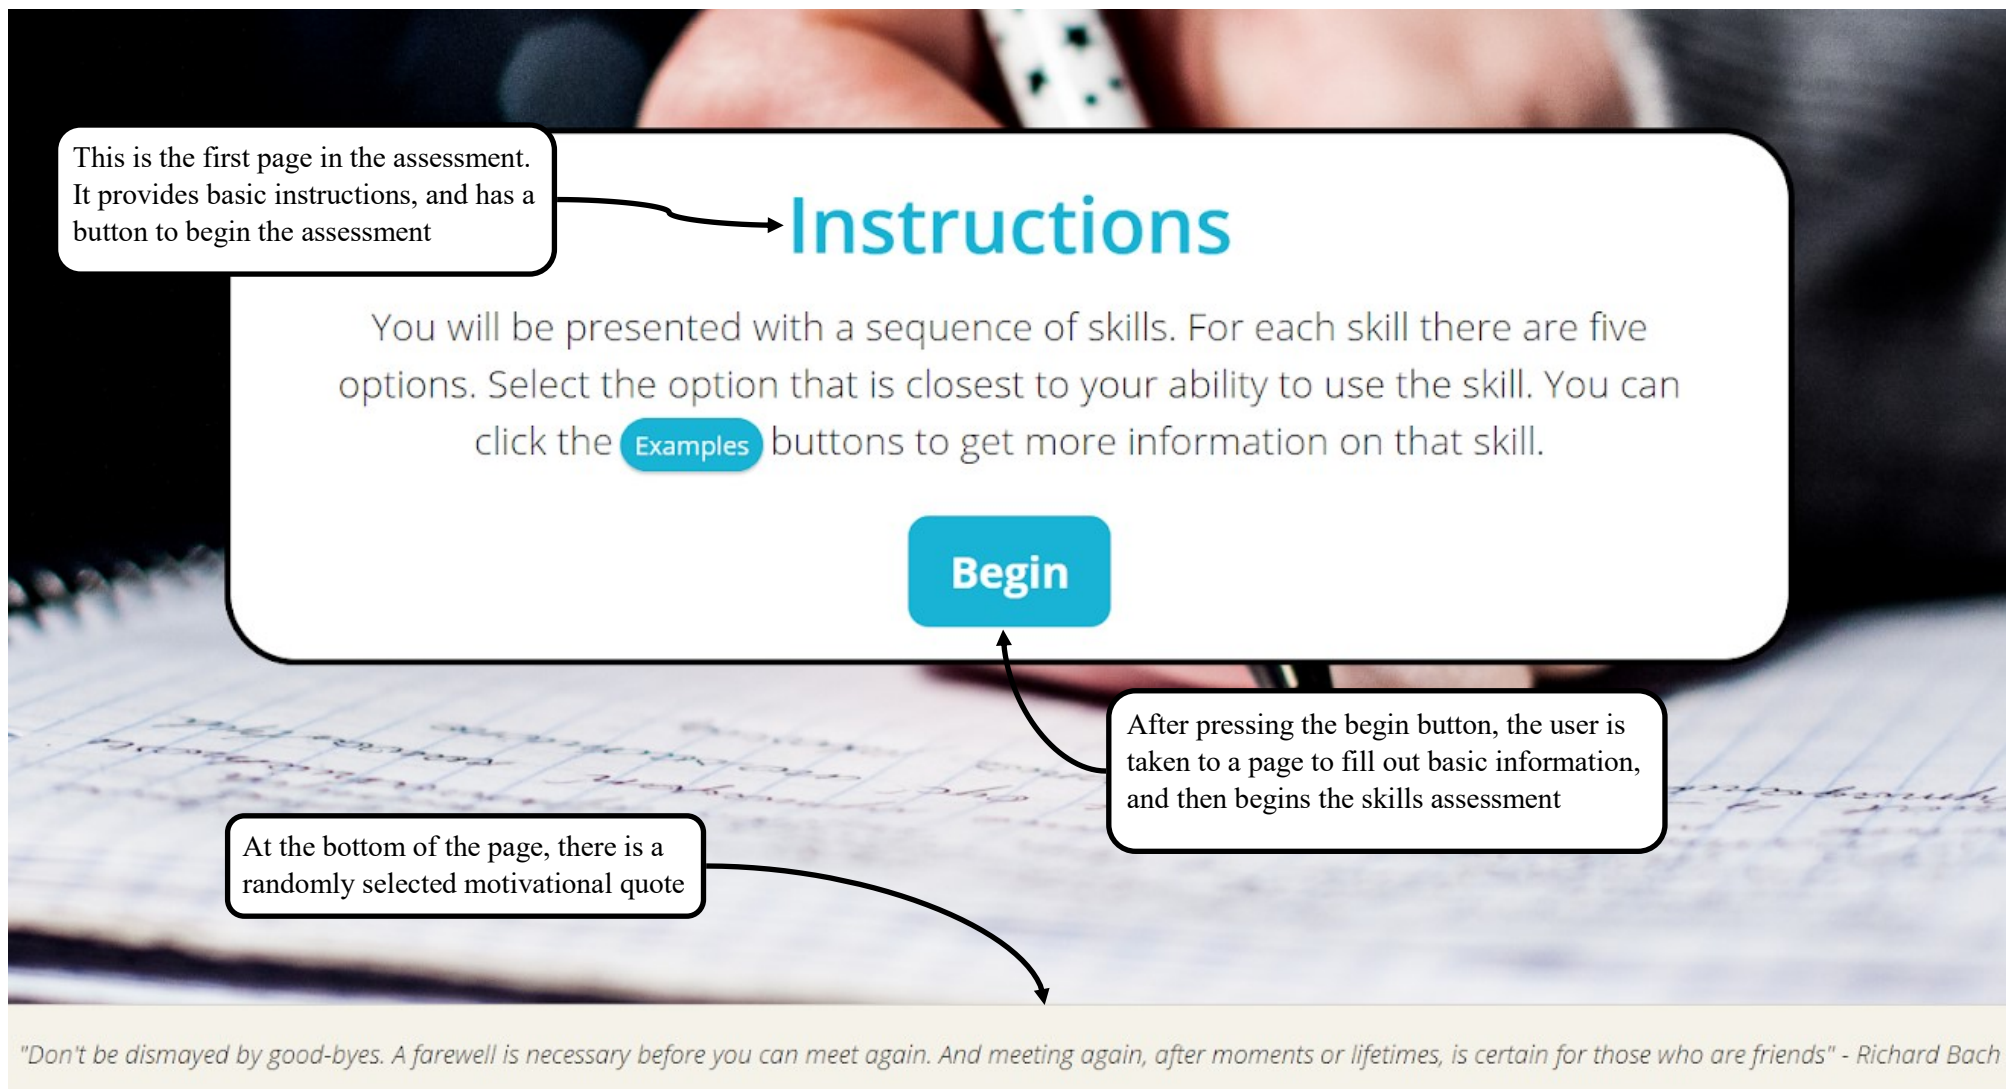 This is the first page in the assessment.
It provides basic instructions, and has a
button to begin the assessment
Instructions
You will be presented with a sequence of skills. For each skill there are five
options. Select the option that is closest to your ability to use the skill. You can
click the Examples buttons to get more information on that skill.
Begin
After pressing the begin button, the user is
taken to a page to fill out basic information,
and then begins the skills assessment
At the bottom of the page, there is a
randomly selected motivational quote
"Don't be dismayed by good-byes. A farewell is necessary before you can meet again. And meeting again, after moments or lifetimes, is certain for those who are friends" - Richard Bach